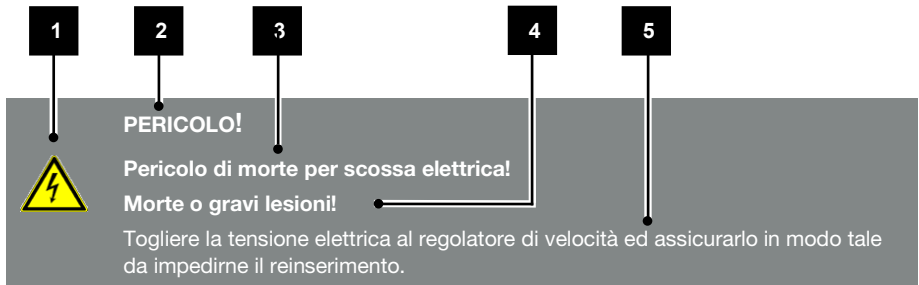 1 2 3 4 5
PERICOLO!
Pericolo di morte per scossa elettrica!
Morte o gravi lesioni!
Togliere la tensione elettrica al regolatore di velocità ed assicurarlo in modo tale
da impedirne il reinserimento.